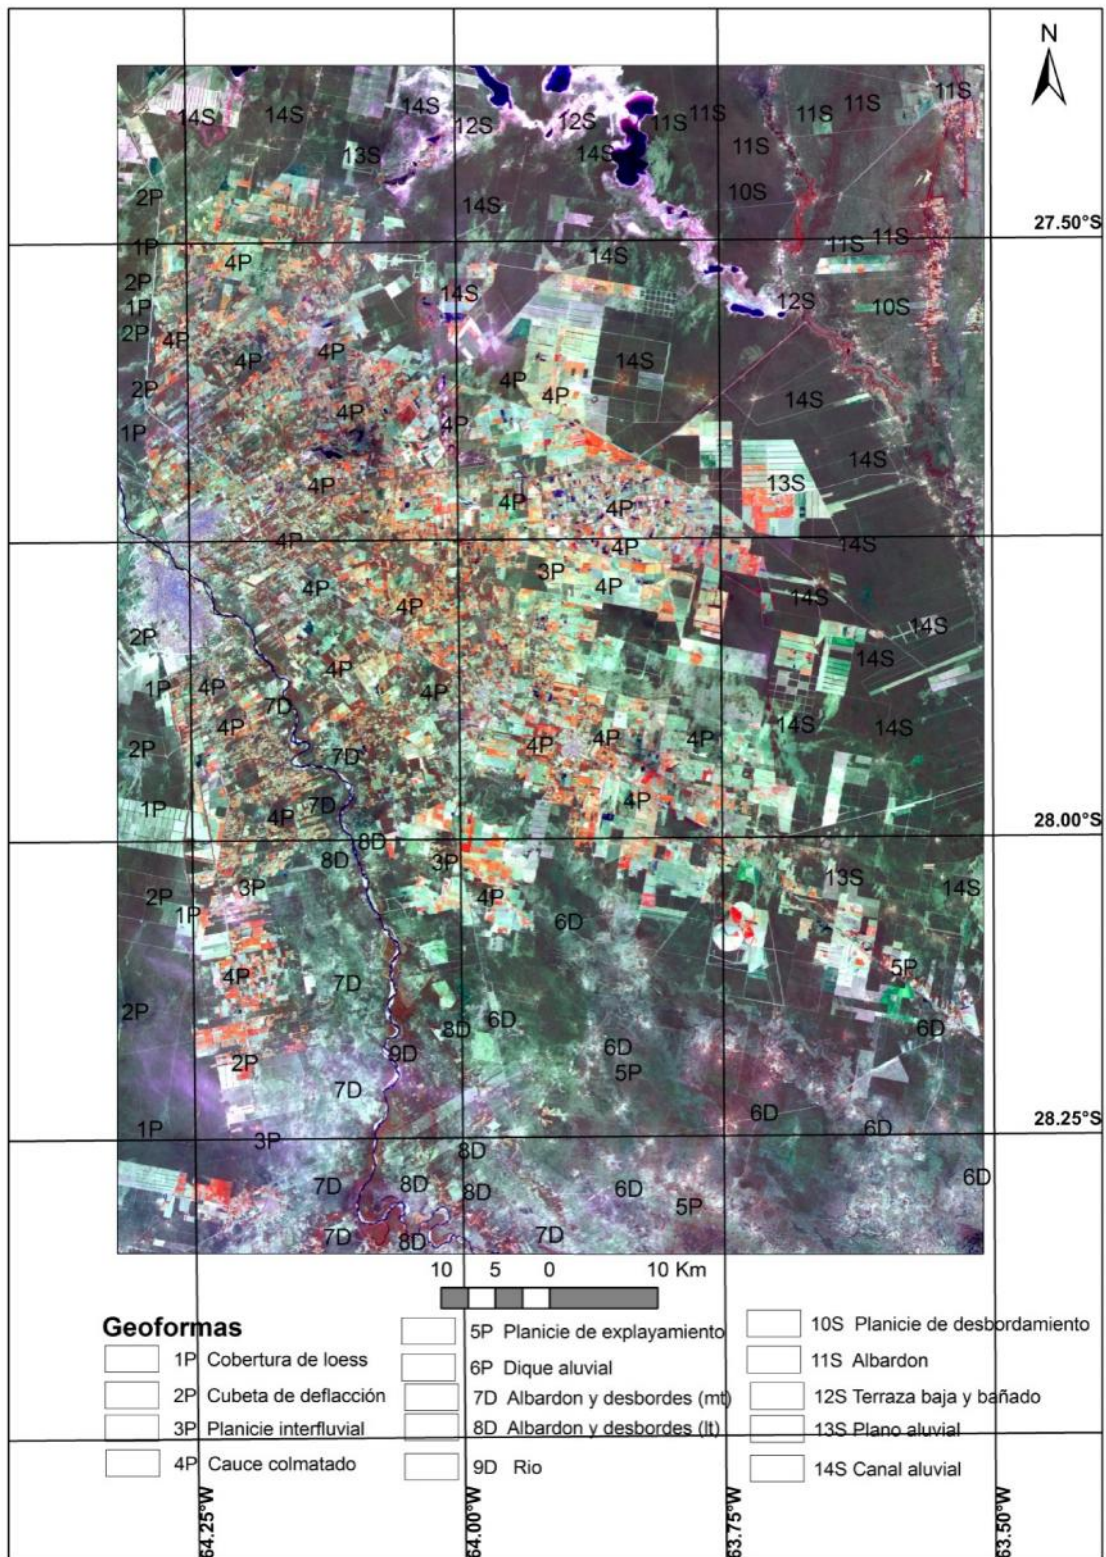 N
14S 14S 14S 12S 12S 11S 11S 11S 11S 11S
13S 14S 11S
2P 14S 10S
27.50°S
1P 4P 14S 11S 11S
2P 14S
1P 12S 10S
2P 4P
4P 4P 14S
2P 4P 4P 14S
4P 4P
1P
14S
4P 4P 4P 13S
4P 4P 14S
3P
4P 4P 4P 14S
2P 14S
1P 4P 4P 4P 14S
7D
4P 4P 4P 4P 14S 14S
2P 7D
7D 4P
1P 4P
28.00°S
8D
8D 3P 13S
2P 3P 4P 14S
1P 6D
4P 7D 5P
2P 8D 6D 6D
9D 6D
2P 5P
7D 6D
1P 6D
28.25°S
3P 8D
7D 8D 8D 6D 5P 6D
7D 8D 7D
10 5 0 10 Km
Geoformas
1P Cobertura de loess
2P Cubeta de deflacción
3P Planicie interfluvial
4P Cauce colmatado
5P Planicie de explayamiento
6P Dique aluvial
7D Albardon y desbordes (mt)
8D Albardon y desbordes (lt)
9D Rio
10S Planicie de desbordamiento
11S Albardon
12S Terraza baja y bañado
13S Plano aluvial
14S Canal aluvial
64.25°W
64.00°W
63.75°W
63.50°W